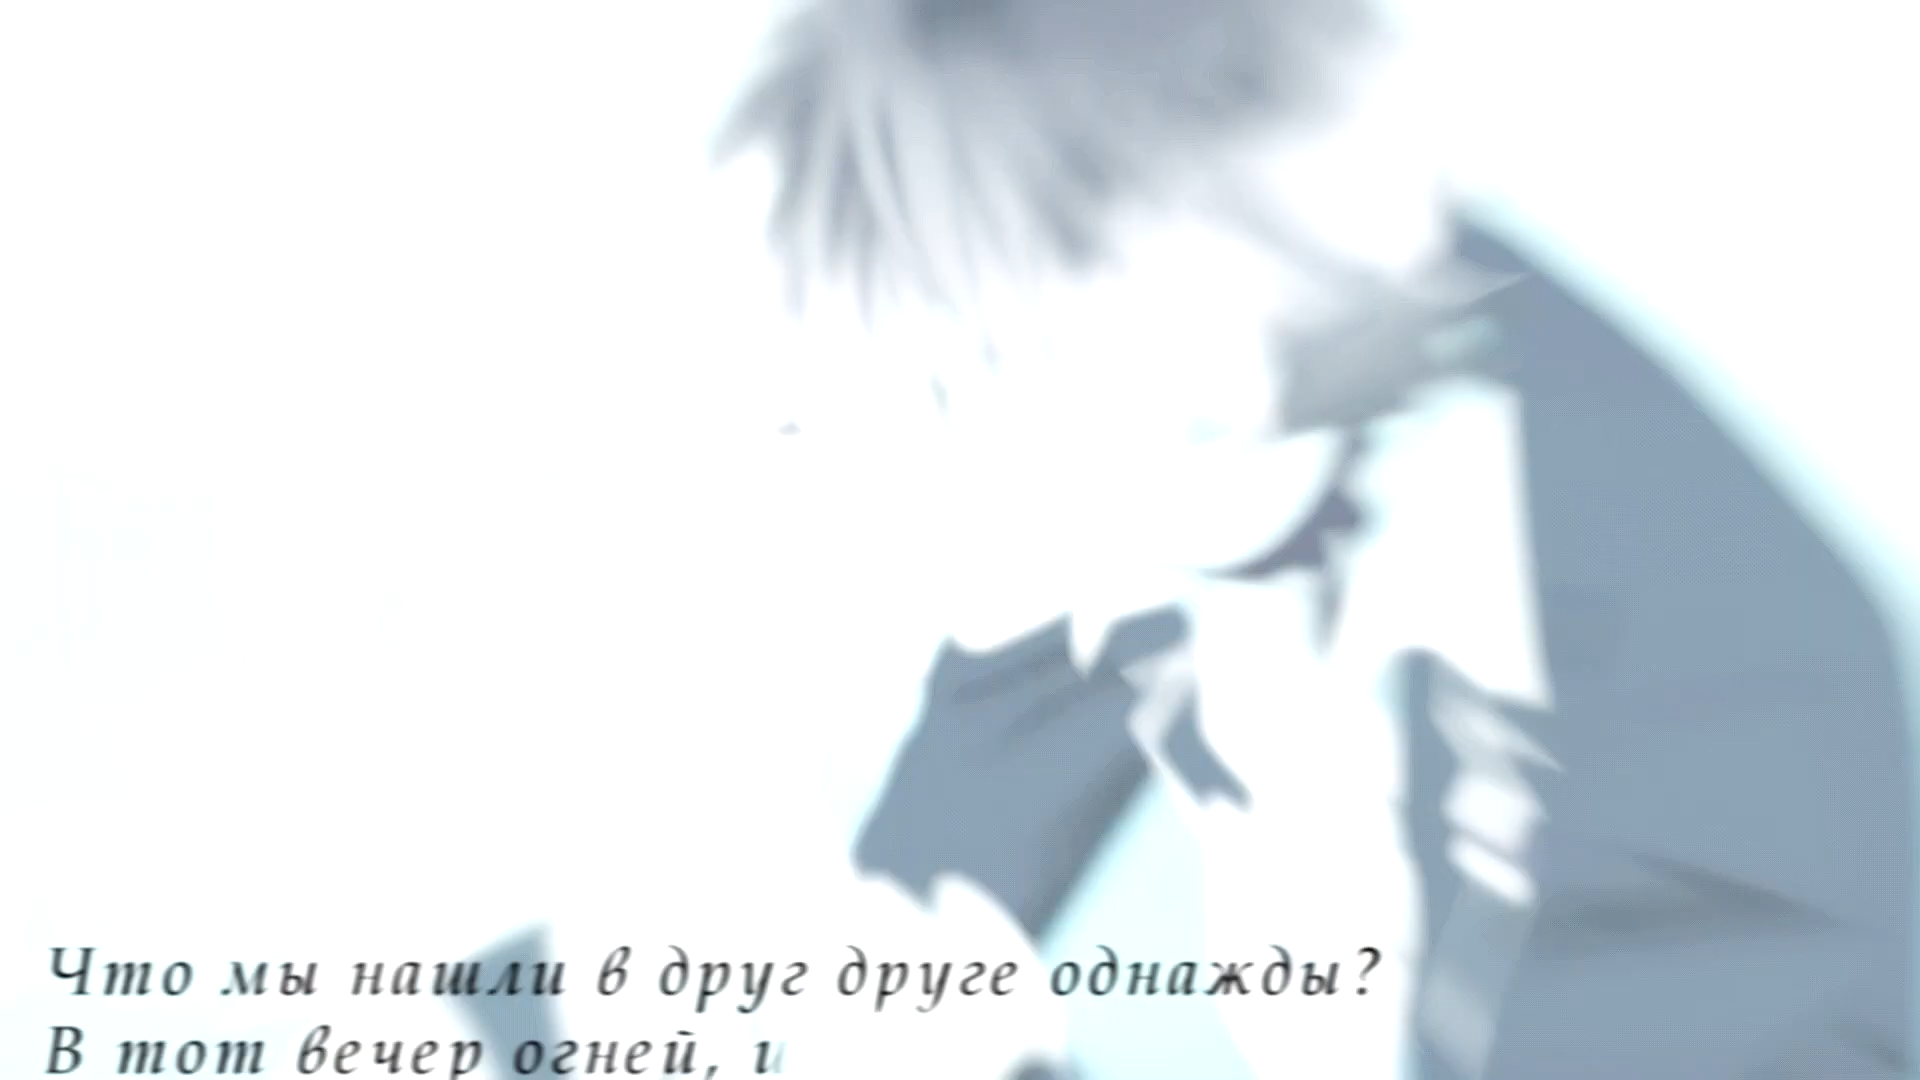 Что мы нашли в друг друге однажды?
В тот вечер огней,